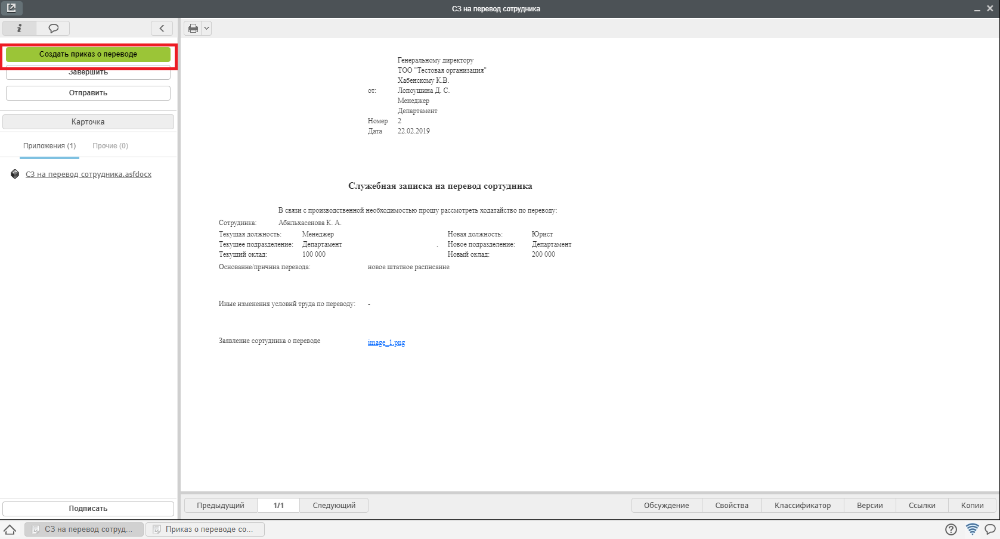 СЗ на перевод сотрудника
Создать приказ о переводе
Завершить
Отправить
Карточка
Приложения (1) Прочие (0)
СЗ на перевод сотрудника.asfdocx
Подписать
Генеральному директору
ТОО "Тестовая организация"
Хабенскому К.В.
от: Лопоушина Д. С.
Менеджер
Департамент
Номер 2
Дата 22.02.2019
Служебная записка на перевод сортудника
В связи с производственной необходимостью прошу рассмотреть ходатайство по переводу:
Сотрудника: Абильхасенова К. А.
Текущая должность: Менеджер Новая должность: Юрист
Текущее подразделение: Департамент . Новое подразделение: Департамент
Текущий оклад: 100 000 Новый оклад: 200 000
Основание/причина перевода: новое штатное расписание
Иные изменения условий труда по переводу: -
Заявление сортудника о переводе image_1.png
Предыдущий 1/1 Следующий Обсуждение Свойства Классификатор Версии Ссылки Копии
СЗ на перевод сотруд... Приказ о переводе со...